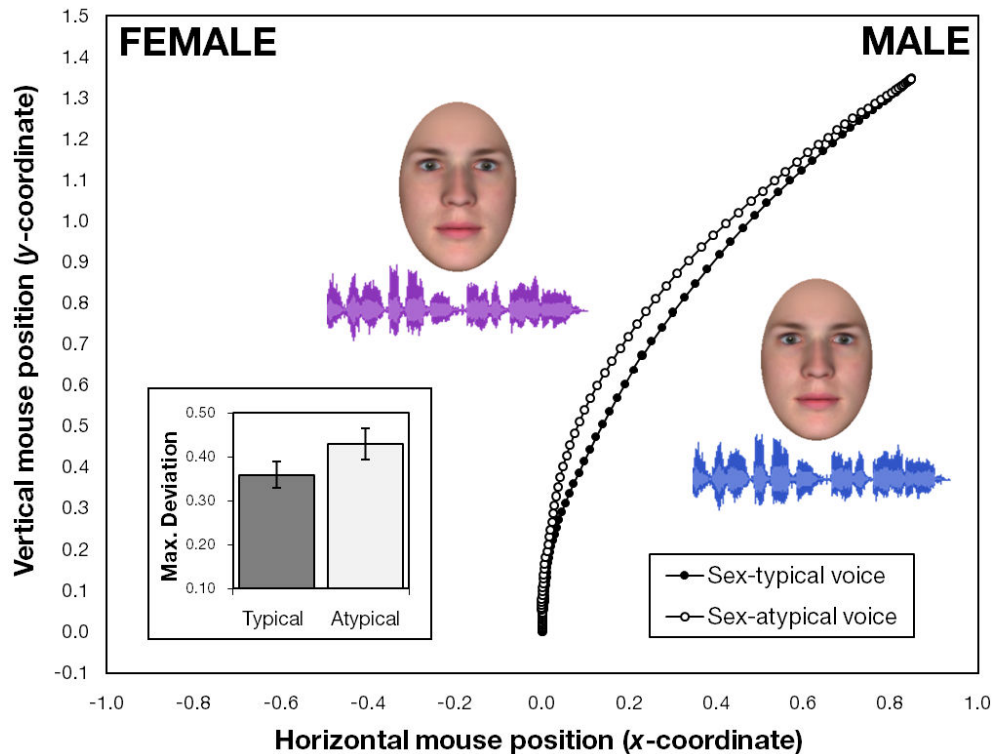 FEMALE
MALE
Vertical mouse position (y-coordinate)
1.5
1.4
1.3
1.2
1.1
1.0
0.9
0.8
0.7
0.6
0.5
0.4
0.3
0.2
0.1
0.0
-0.1
Max. Deviation
0.50
0.40
0.30
0.20
0.10
Typical Atypical
Sex-typical voice
Sex-atypical voice
-1.0 -0.8 -0.6 -0.4 -0.2 0.0 0.2 0.4 0.6 0.8 1.0
Horizontal mouse position (x-coordinate)